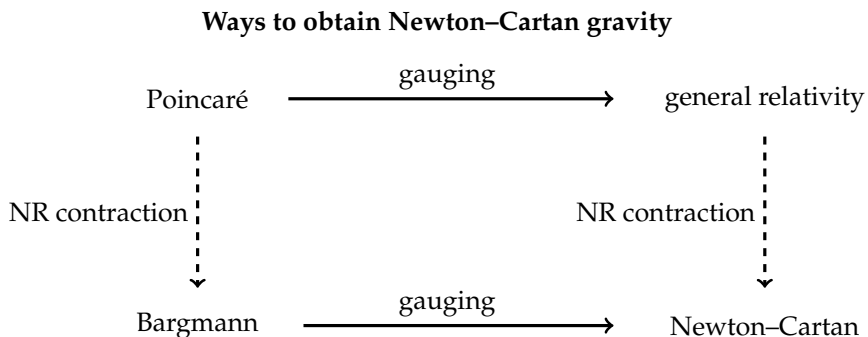 Ways to obtain Newton–Cartan gravity
gauging
Poincaré
general relativity
NR contraction
NR contraction
gauging
Bargmann
Newton–Cartan